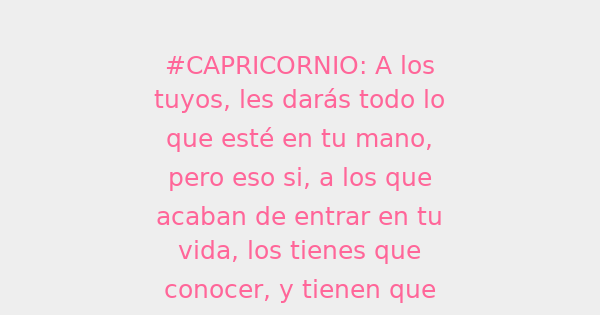 #CAPRICORNIO: A los
tuyos, les darás todo lo
que esté en tu mano,
pero eso si, a los que
acaban de entrar en tu
vida, los tienes que
conocer, y tienen que